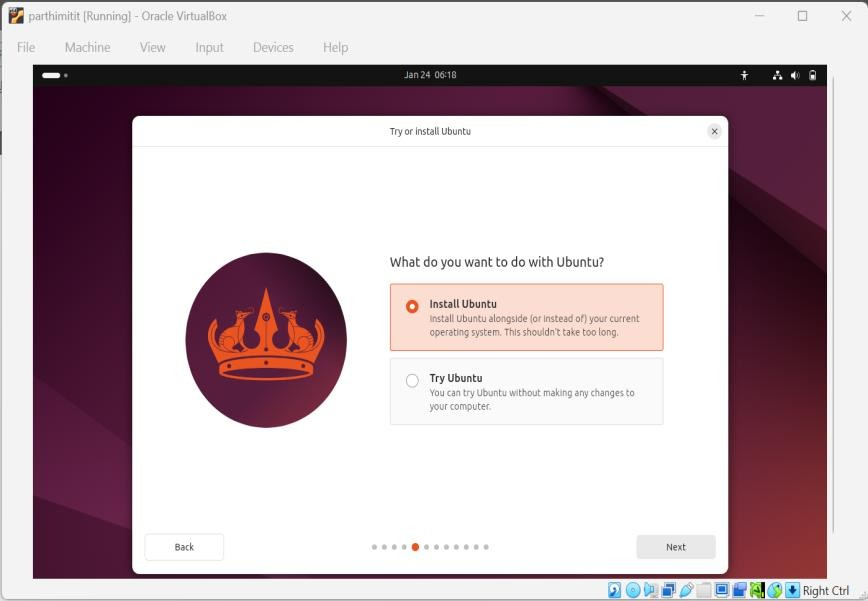 parthimitit [Running] - Oracle VirtualBox
File Machine View Input Devices Help
Jan 24 06:18
Try or install Ubuntu
What do you want to do with Ubuntu?
Install Ubuntu
Install Ubuntu alongside (or instead of) your current
operating system. This shouldn't take too long.
Try Ubuntu
You can try Ubuntu without making any changes to
your computer.
Back
Next
Right Ctrl